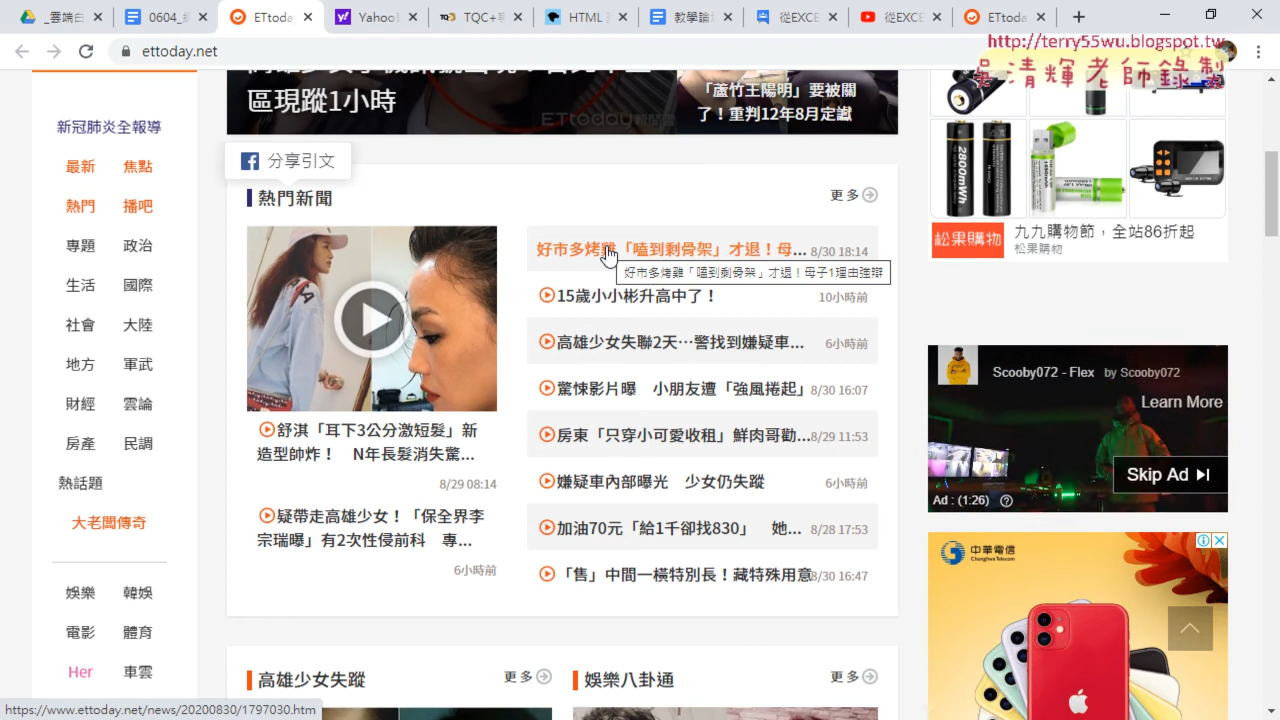 _雲端白
0604_
ETtoda
Yahoo
TQC+
HTML
教學論
從EXCE
從EXCE
ETtoda
ettoday.net
http://terry55wu.blogspot.tw
吳清輝老師錄製
區現蹤1小時
「蘆竹王陽明」要被關
了！重判12年8月定讞
ETtoday
新冠肺炎全報導
最新 焦點
熱門 播吧
專題 政治
生活 國際
社會 大陸
地方 軍武
財經 雲論
房產 民調
熱話題
大老闆傳奇
娛樂 韓娛
電影 體育
Her 車雲
分享引文
熱門新聞
更多
舒淇「耳下3公分激短髮」新
造型帥炸！ N年長髮消失驚...
8/29 08:14
疑帶走高雄少女！「保全界李
宗瑞曝」有2次性侵前科 專...
6小時前
好市多烤雞「嗑到剩骨架」才退！母... 8/30 18:14
好市多烤雞「嗑到剩骨架」才退！母子1理由強辯
15歲小小彬升高中了！ 10小時前
高雄少女失聯2天…警找到嫌疑車... 6小時前
驚悚影片曝 小朋友遭「強風捲起」 8/30 16:07
房東「只穿小可愛收租」鮮肉哥勸... 8/29 11:53
嫌疑車內部曝光 少女仍失蹤 6小時前
加油70元「給1千卻找830」 她... 8/28 17:53
「售」中間一橫特別長！藏特殊用意 8/30 16:47
高雄少女失蹤
更多
娛樂八卦通
更多
2800mWh
松果購物
九九購物節，全站86折起
松果購物
Scooby072 - Flex by Scooby072
Learn More
Skip Ad
Ad : (1:26)
中華電信
Chunghwa Telecom
https://www.ettoday.net/news/20200830/1797030.htm